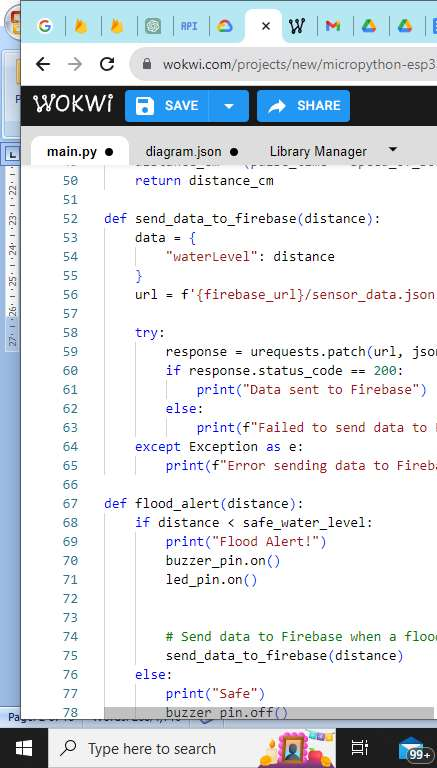 API
M
wokwi.com/projects/new/micropython-esp3
WOKWi
SAVE
SHARE
main.py ●
diagram.json ●
Library Manager
50 return distance_cm
51
52 def send_data_to_firebase(distance):
53 data = {
54 "waterLevel": distance
55 }
56 url = f'{firebase_url}/sensor_data.json
57
58 try:
59 response = urequests.patch(url, jsor
60 if response.status_code == 200:
61 print("Data sent to Firebase")
62 else:
63 print(f"Failed to send data to
64 except Exception as e:
65 print(f"Error sending data to Fireba
66
67 def flood_alert(distance):
68 if distance < safe_water_level:
69 print("Flood Alert!")
70 buzzer_pin.on()
71 led_pin.on()
72
73
74 # Send data to Firebase when a flood
75 send_data_to_firebase(distance)
76 else:
77 print("Safe")
78 buzzer_pin.off()
Type here to search
99+